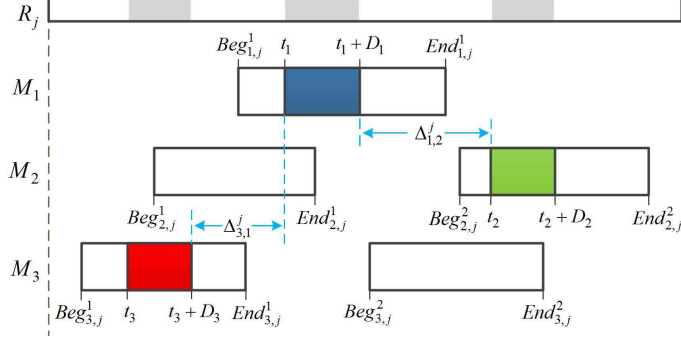 R_j
Beg^1_{1,j} t_1 t_1 + D_1 End^1_{1,j}
M_1
Δ^j_{1,2}
M_2
Beg^1_{2,j} End^1_{2,j} Beg^2_{2,j} t_2 t_2 + D_2 End^2_{2,j}
Δ^j_{3,1}
M_3
Beg^1_{3,j} t_3 t_3 + D_3 End^1_{3,j} Beg^2_{3,j} End^2_{3,j}